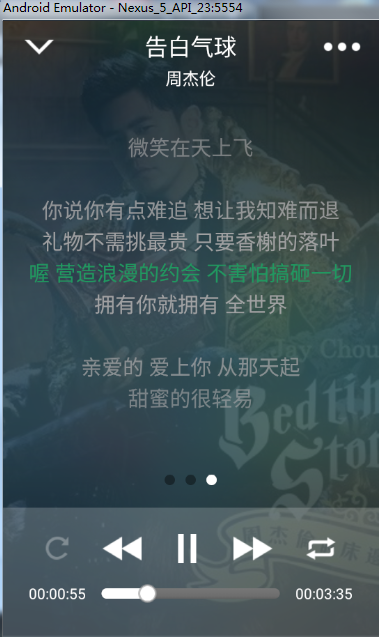 Android Emulator - Nexus_5_API_23:5554
告白气球
周杰伦
微笑在天上飞
你说你有点难追 想让我知难而退
礼物不需挑最贵 只要香榭的落叶
喔 营造浪漫的约会 不害怕搞砸一切
拥有你就拥有 全世界
Jay Chou
亲爱的 爱上你 从那天起
甜蜜的很轻易
Bedtime
Stor
00:00:55
00:03:35